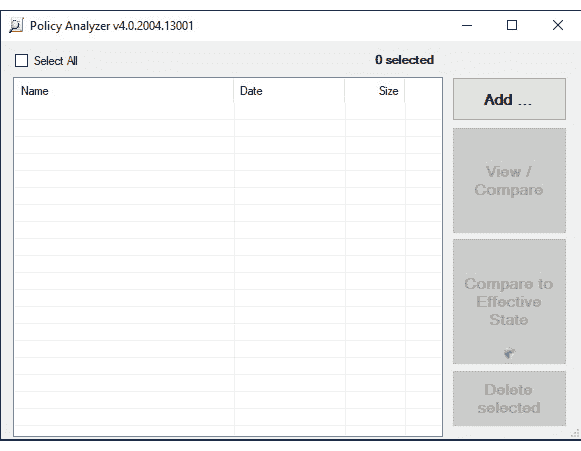 Policy Analyzer v4.0.2004.13001
Select All
0 selected
Name Date Size
Add ...
View /
Compare
Compare to
Effective
State
Delete
selected